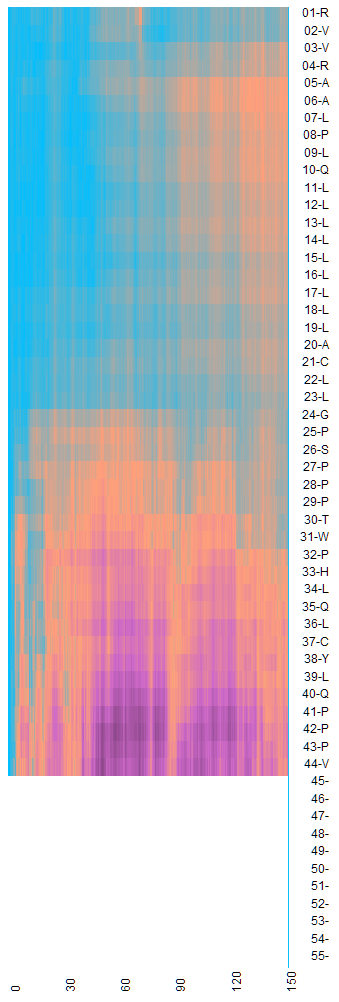 01-R
02-V
03-V
04-R
05-A
06-A
07-L
08-P
09-L
10-Q
11-L
12-L
13-L
14-L
15-L
16-L
17-L
18-L
19-L
20-A
21-C
22-L
23-L
24-G
25-P
26-S
27-P
28-P
29-P
30-T
31-W
32-P
33-H
34-L
35-Q
36-L
37-C
38-Y
39-L
40-Q
41-P
42-P
43-P
44-V
45-
46-
47-
48-
49-
50-
51-
52-
53-
54-
55-
0 30 60 90 120 150